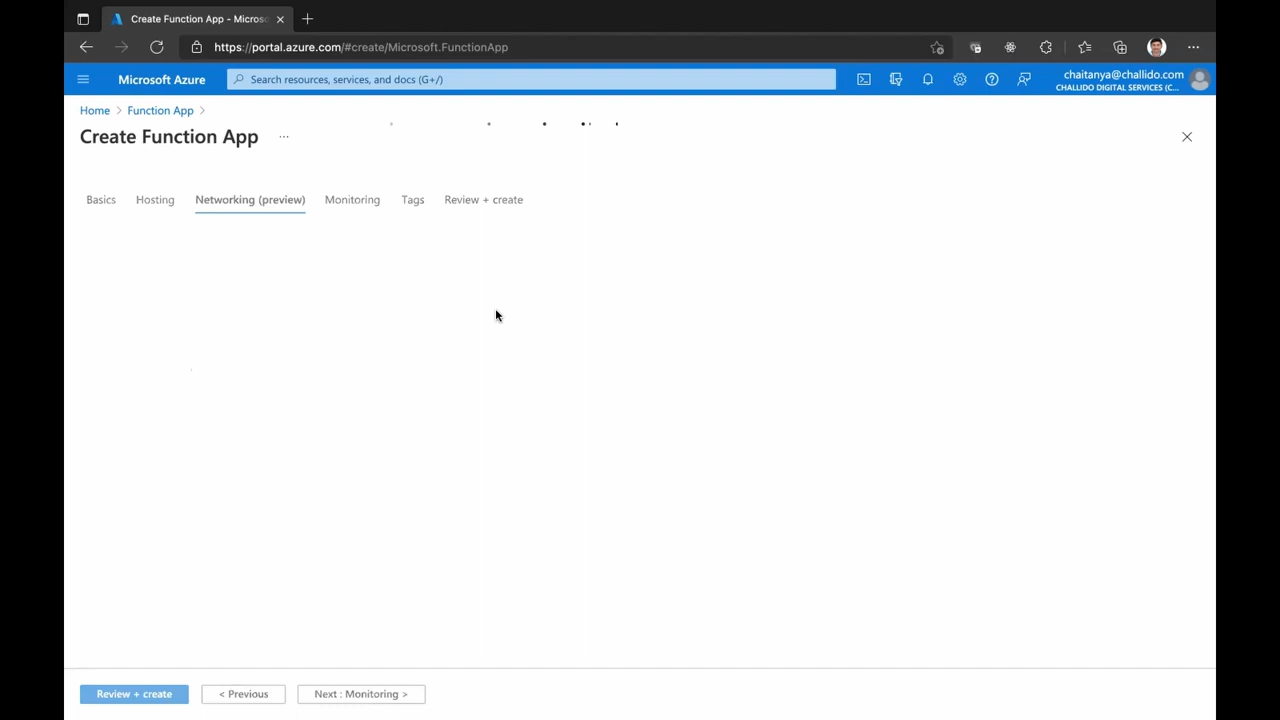 Create Function App - Micros
https://portal.azure.com/#create/Microsoft.FunctionApp
Microsoft Azure
Search resources, services, and docs (G+/)
chaitanya@challido.com
CHALLIDO DIGITAL SERVICES (C...
Home > Function App >
Create Function App ...
Basics Hosting Networking (preview) Monitoring Tags Review + create
Review + create < Previous Next : Monitoring >